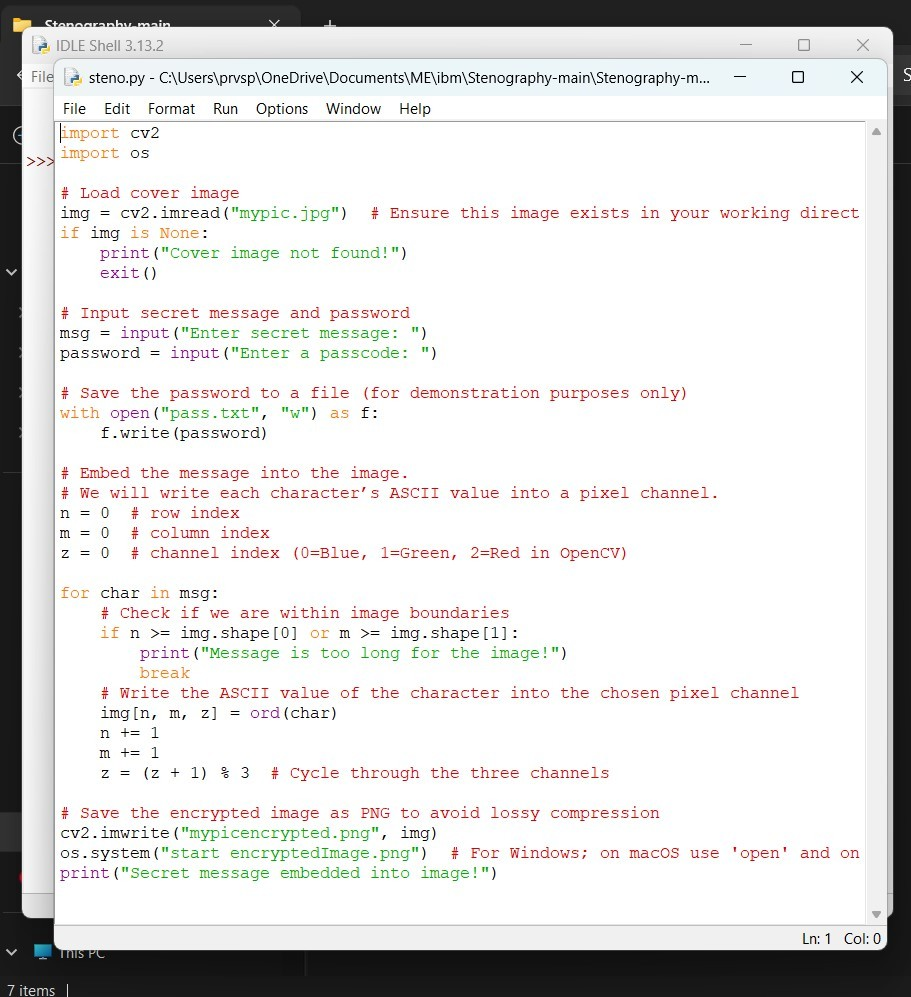 Stenography-main
IDLE Shell 3.13.2
File
steno.py - C:\Users\prvsp\OneDrive\Documents\ME\ibm\Stenography-main\Stenography-m...
File Edit Format Run Options Window Help
>>>
import cv2
import os
# Load cover image
img = cv2.imread("mypic.jpg")  # Ensure this image exists in your working direct
if img is None:
    print("Cover image not found!")
    exit()
# Input secret message and password
msg = input("Enter secret message: ")
password = input("Enter a passcode: ")
# Save the password to a file (for demonstration purposes only)
with open("pass.txt", "w") as f:
    f.write(password)
# Embed the message into the image.
# We will write each character’s ASCII value into a pixel channel.
n = 0  # row index
m = 0  # column index
z = 0  # channel index (0=Blue, 1=Green, 2=Red in OpenCV)
for char in msg:
    # Check if we are within image boundaries
    if n >= img.shape[0] or m >= img.shape[1]:
        print("Message is too long for the image!")
        break
    # Write the ASCII value of the character into the chosen pixel channel
    img[n, m, z] = ord(char)
    n += 1
    m += 1
    z = (z + 1) % 3  # Cycle through the three channels
# Save the encrypted image as PNG to avoid lossy compression
cv2.imwrite("mypicencrypted.png", img)
os.system("start encryptedImage.png")  # For Windows; on macOS use 'open' and on
print("Secret message embedded into image!")
Ln: 1 Col: 0
This PC
7 items